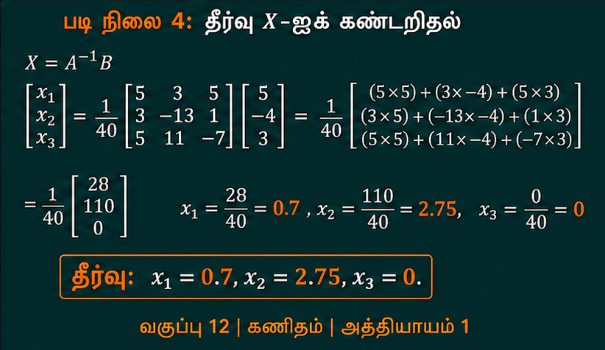 படி நிலை 4: தீர்வு X-ஐக் கண்டறிதல்
X = A⁻¹B
[x₁ x₂ x₃] = 1/40 [5 3 5; 3 −13 1; 5 11 −7] [5 −4 3] = 1/40 [(5×5) + (3×−4) + (5×3); (3×5) + (−13×−4) + (1×3); (5×5) + (11×−4) + (−7×3)]
= 1/40 [28 110 0] x₁ = 28/40 = 0.7 , x₂ = 110/40 = 2.75, x₃ = 0/40 = 0
தீர்வு: x₁ = 0.7, x₂ = 2.75, x₃ = 0.
வகுப்பு 12 | கணிதம் | அத்தியாயம் 1